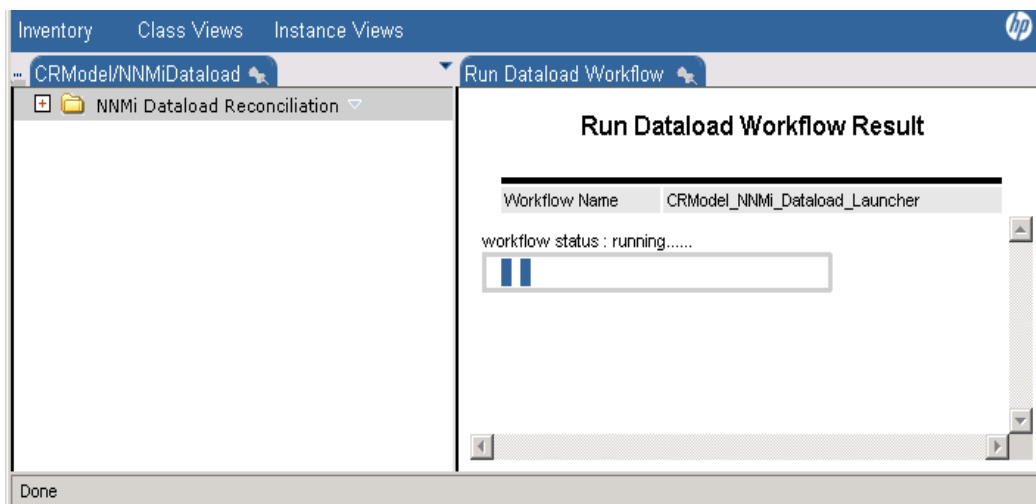 Inventory Class Views Instance Views hp
... CRModel/NNMiDataload Run Dataload Workflow
NNMi Dataload Reconciliation
Run Dataload Workflow Result
Workflow Name CRModel_NNMi_Dataload_Launcher
workflow status : running......
Done